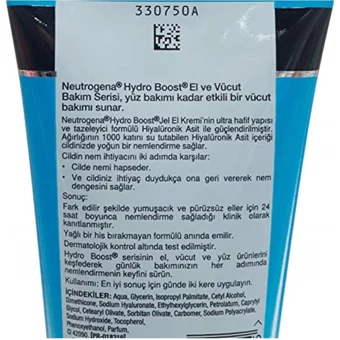 330750A
Neutrogena® Hydro Boost® El ve Vücut
Bakım Serisi, yüz bakımı kadar etkili bir vücut
bakımı sunar.
Neutrogena® Hydro Boost® Jel El Kremi'nin ultra hafif yapısı
ve tazeleyici formülü Hiyalüronik Asit ile güçlendirilmiştir.
Ağırlığının 1000 katını su tutabilen Hiyalüronik Asit içeriği
cildinizde yoğun bir nemlendirme sağlar.
Cildin nem ihtiyacını iki adımda karşılar:
• Cilde nemi hapseder.
• Ve cildiniz ihtiyaç duydukça ona geri vererek nem
dengesini sağlar.
Sonuç:
Fark edilir şekilde yumuşacık ve pürüzsüz eller için 24
saat boyunca nemlendirme sağladığı klinik olarak
kanıtlanmıştır.
Yağlı bir his bırakmayan formülü anında emilir.
Dermatolojik kontrol altında test edilmiştir.
Hydro Boost® serisinin el, vücut ve yüz ürünlerini
keşfederek günlük bakımınızın her adımında
nemlendirmenin keyfini sürün.
Kullanımı: En iyi sonuç için günde iki kere uygulayın.
İÇİNDEKİLER: Aqua, Glycerin, Isopropyl Palmitate, Cetyl Alcohol,
Dimethicone, Sodium Hyaluronate, Ethylhexylglycerin, Petrolatum, Caprylyl
Glycol, Cetearyl Olivate, Sorbitan Olivate, Carbomer, Sodium Polyacrylate,
Sodium Hydroxide, Tocopherol,
Phenoxyethanol, Parfum,
CI 42090. [PR-018210]